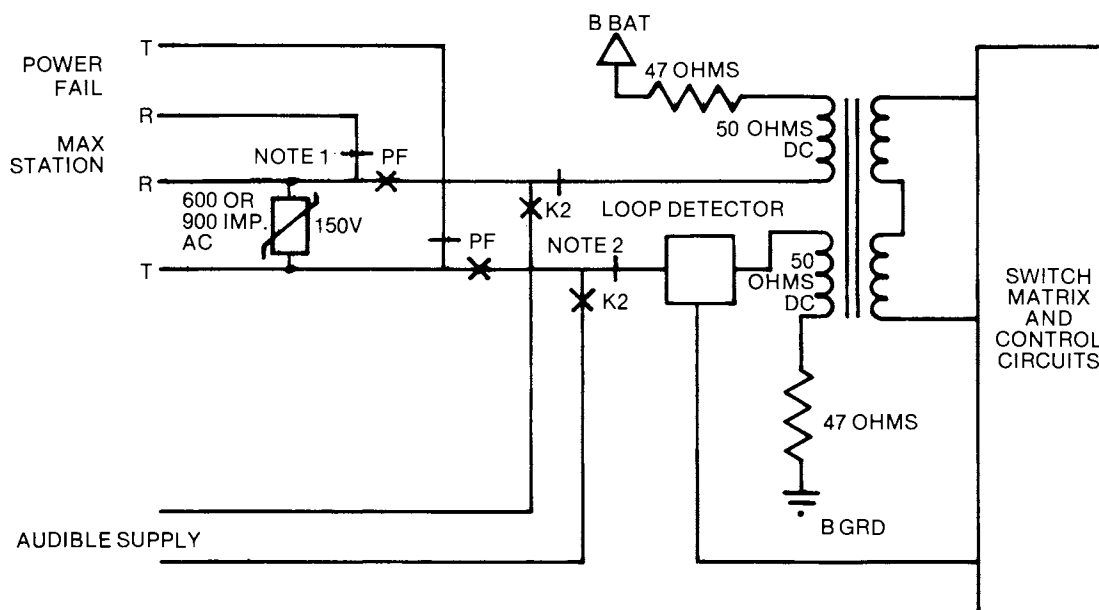 B BAT
47 OHMS
T
POWER
FAIL
R
50 OHMS
DC
MAX
STATION
NOTE 1
PF
R
600 OR
900 IMP.
AC
150V
K2
LOOP DETECTOR
PF
NOTE 2
T
K2
50
OHMS
DC
SWITCH
MATRIX
AND
CONTROL
CIRCUITS
47 OHMS
B GRD
AUDIBLE SUPPLY